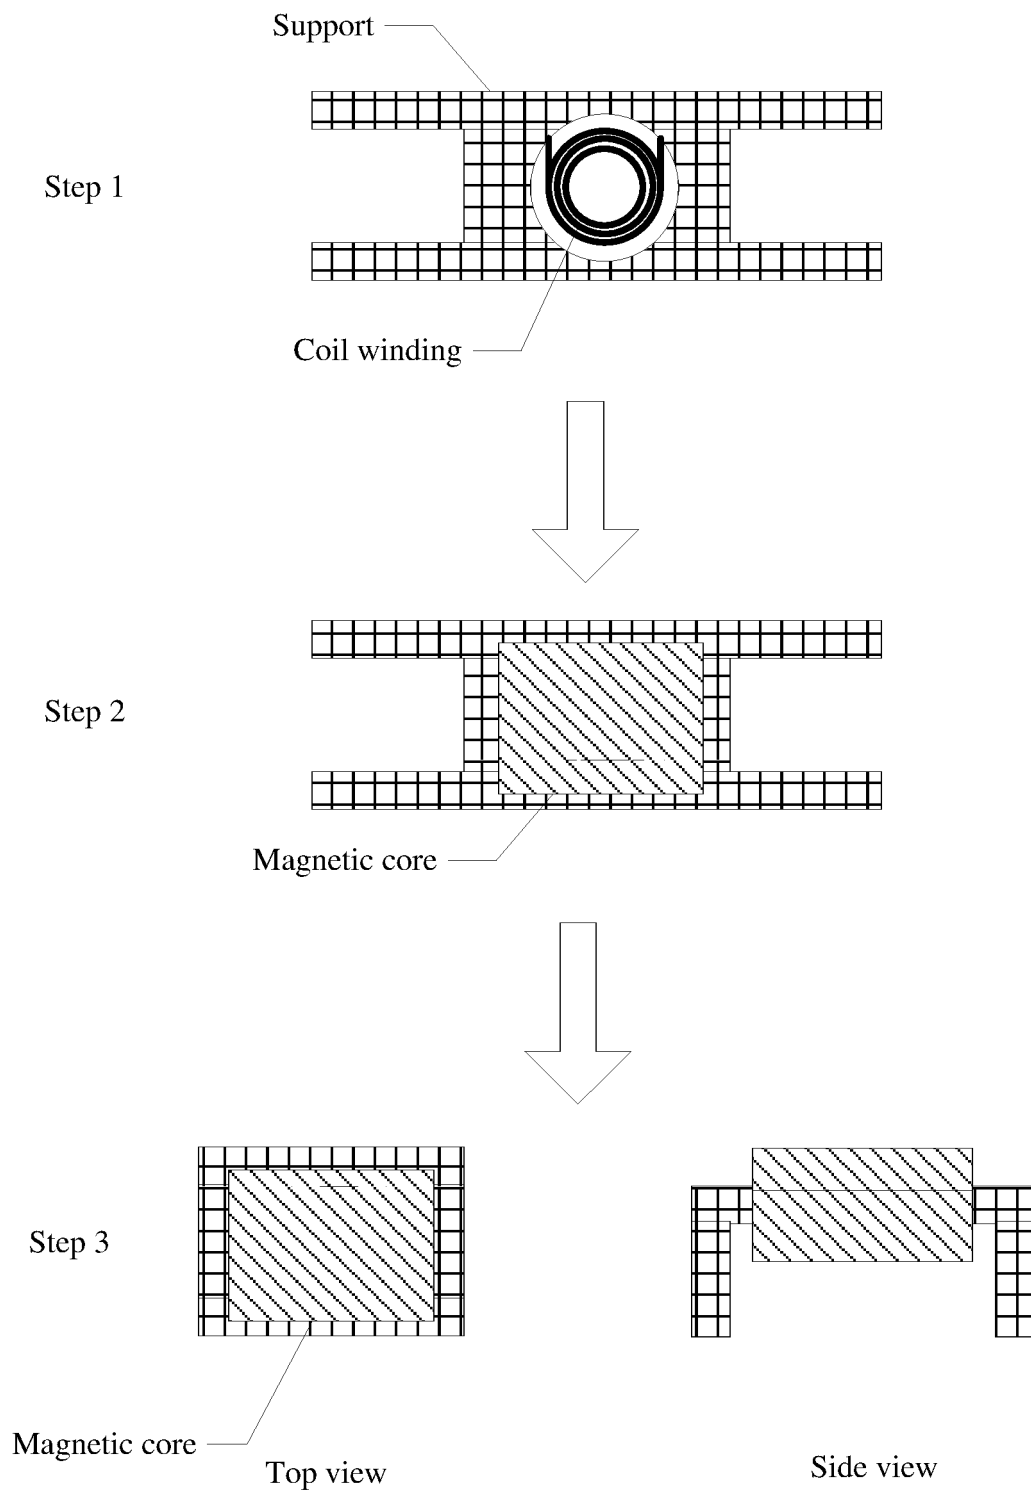 Support
Step 1
Coil winding
Step 2
Magnetic core
Step 3
Magnetic core
Top view
Side view